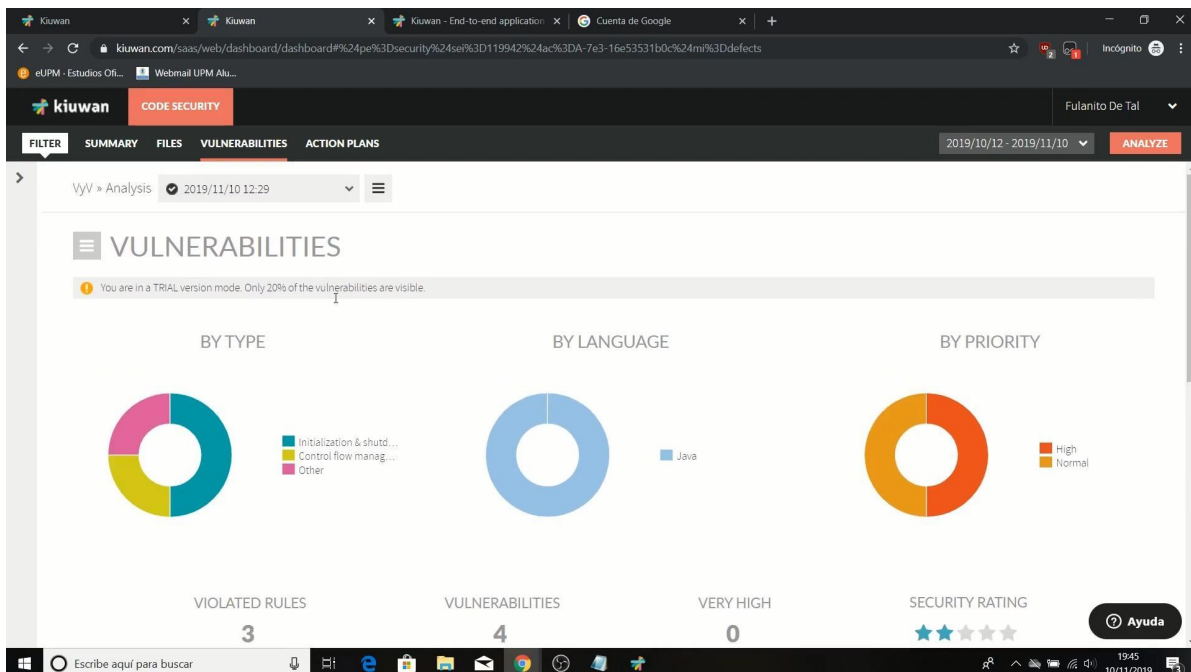 Kiuwan
Kiuwan
Kiuwan - End-to-end application
Cuenta de Google
kiuwan.com/saas/web/dashboard/dashboard#%24pe%3Dsecurity%24sei%3D119942%24ac%3DA-7e3-16e53531b0c%24mi%3Ddefects
2
1
Incógnito
eUPM - Estudios Ofi...
Webmail UPM Alu...
kiuwan
CODE SECURITY
Fulanito De Tal
FILTER
SUMMARY
FILES
VULNERABILITIES
ACTION PLANS
2019/10/12 - 2019/11/10
ANALYZE
VyV » Analysis
2019/11/10 12:29
VULNERABILITIES
You are in a TRIAL version mode. Only 20% of the vulnerabilities are visible.
BY TYPE
BY LANGUAGE
BY PRIORITY
Initialization & shutd...
Control flow manag...
Other
Java
High
Normal
VIOLATED RULES
VULNERABILITIES
VERY HIGH
SECURITY RATING
3
4
0
Ayuda
Escribe aquí para buscar
19:45
10/11/2019